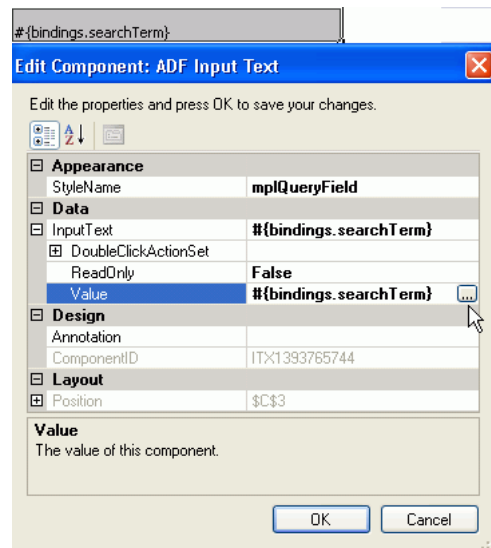 #{bindings.searchTerm}
Edit Component: ADF Input Text
Edit the properties and press OK to save your changes.
Appearance
StyleName mplQueryField
Data
InputText #{bindings.searchTerm}
DoubleClickActionSet
ReadOnly False
Value #{bindings.searchTerm} ...
Design
Annotation
ComponentID ITX1393765744
Layout
Position $C$3
Value
The value of this component.
OK Cancel